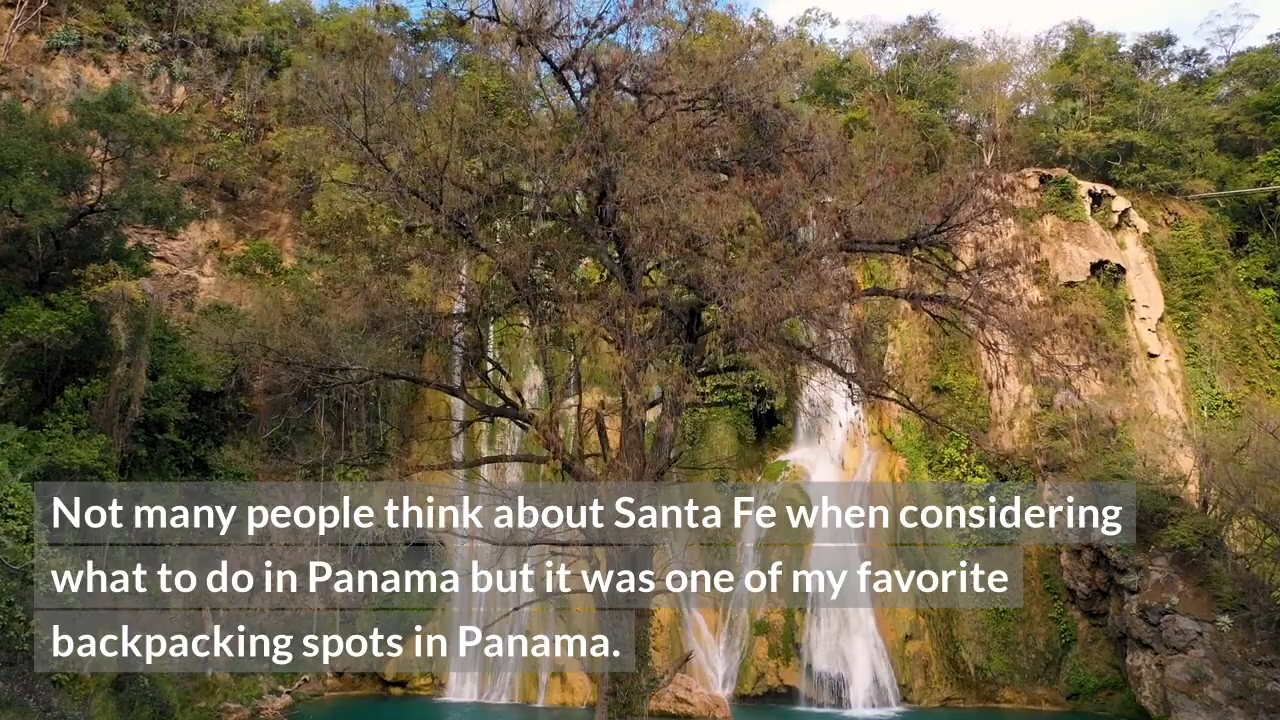 Not many people think about Santa Fe when considering
what to do in Panama but it was one of my favorite
backpacking spots in Panama.